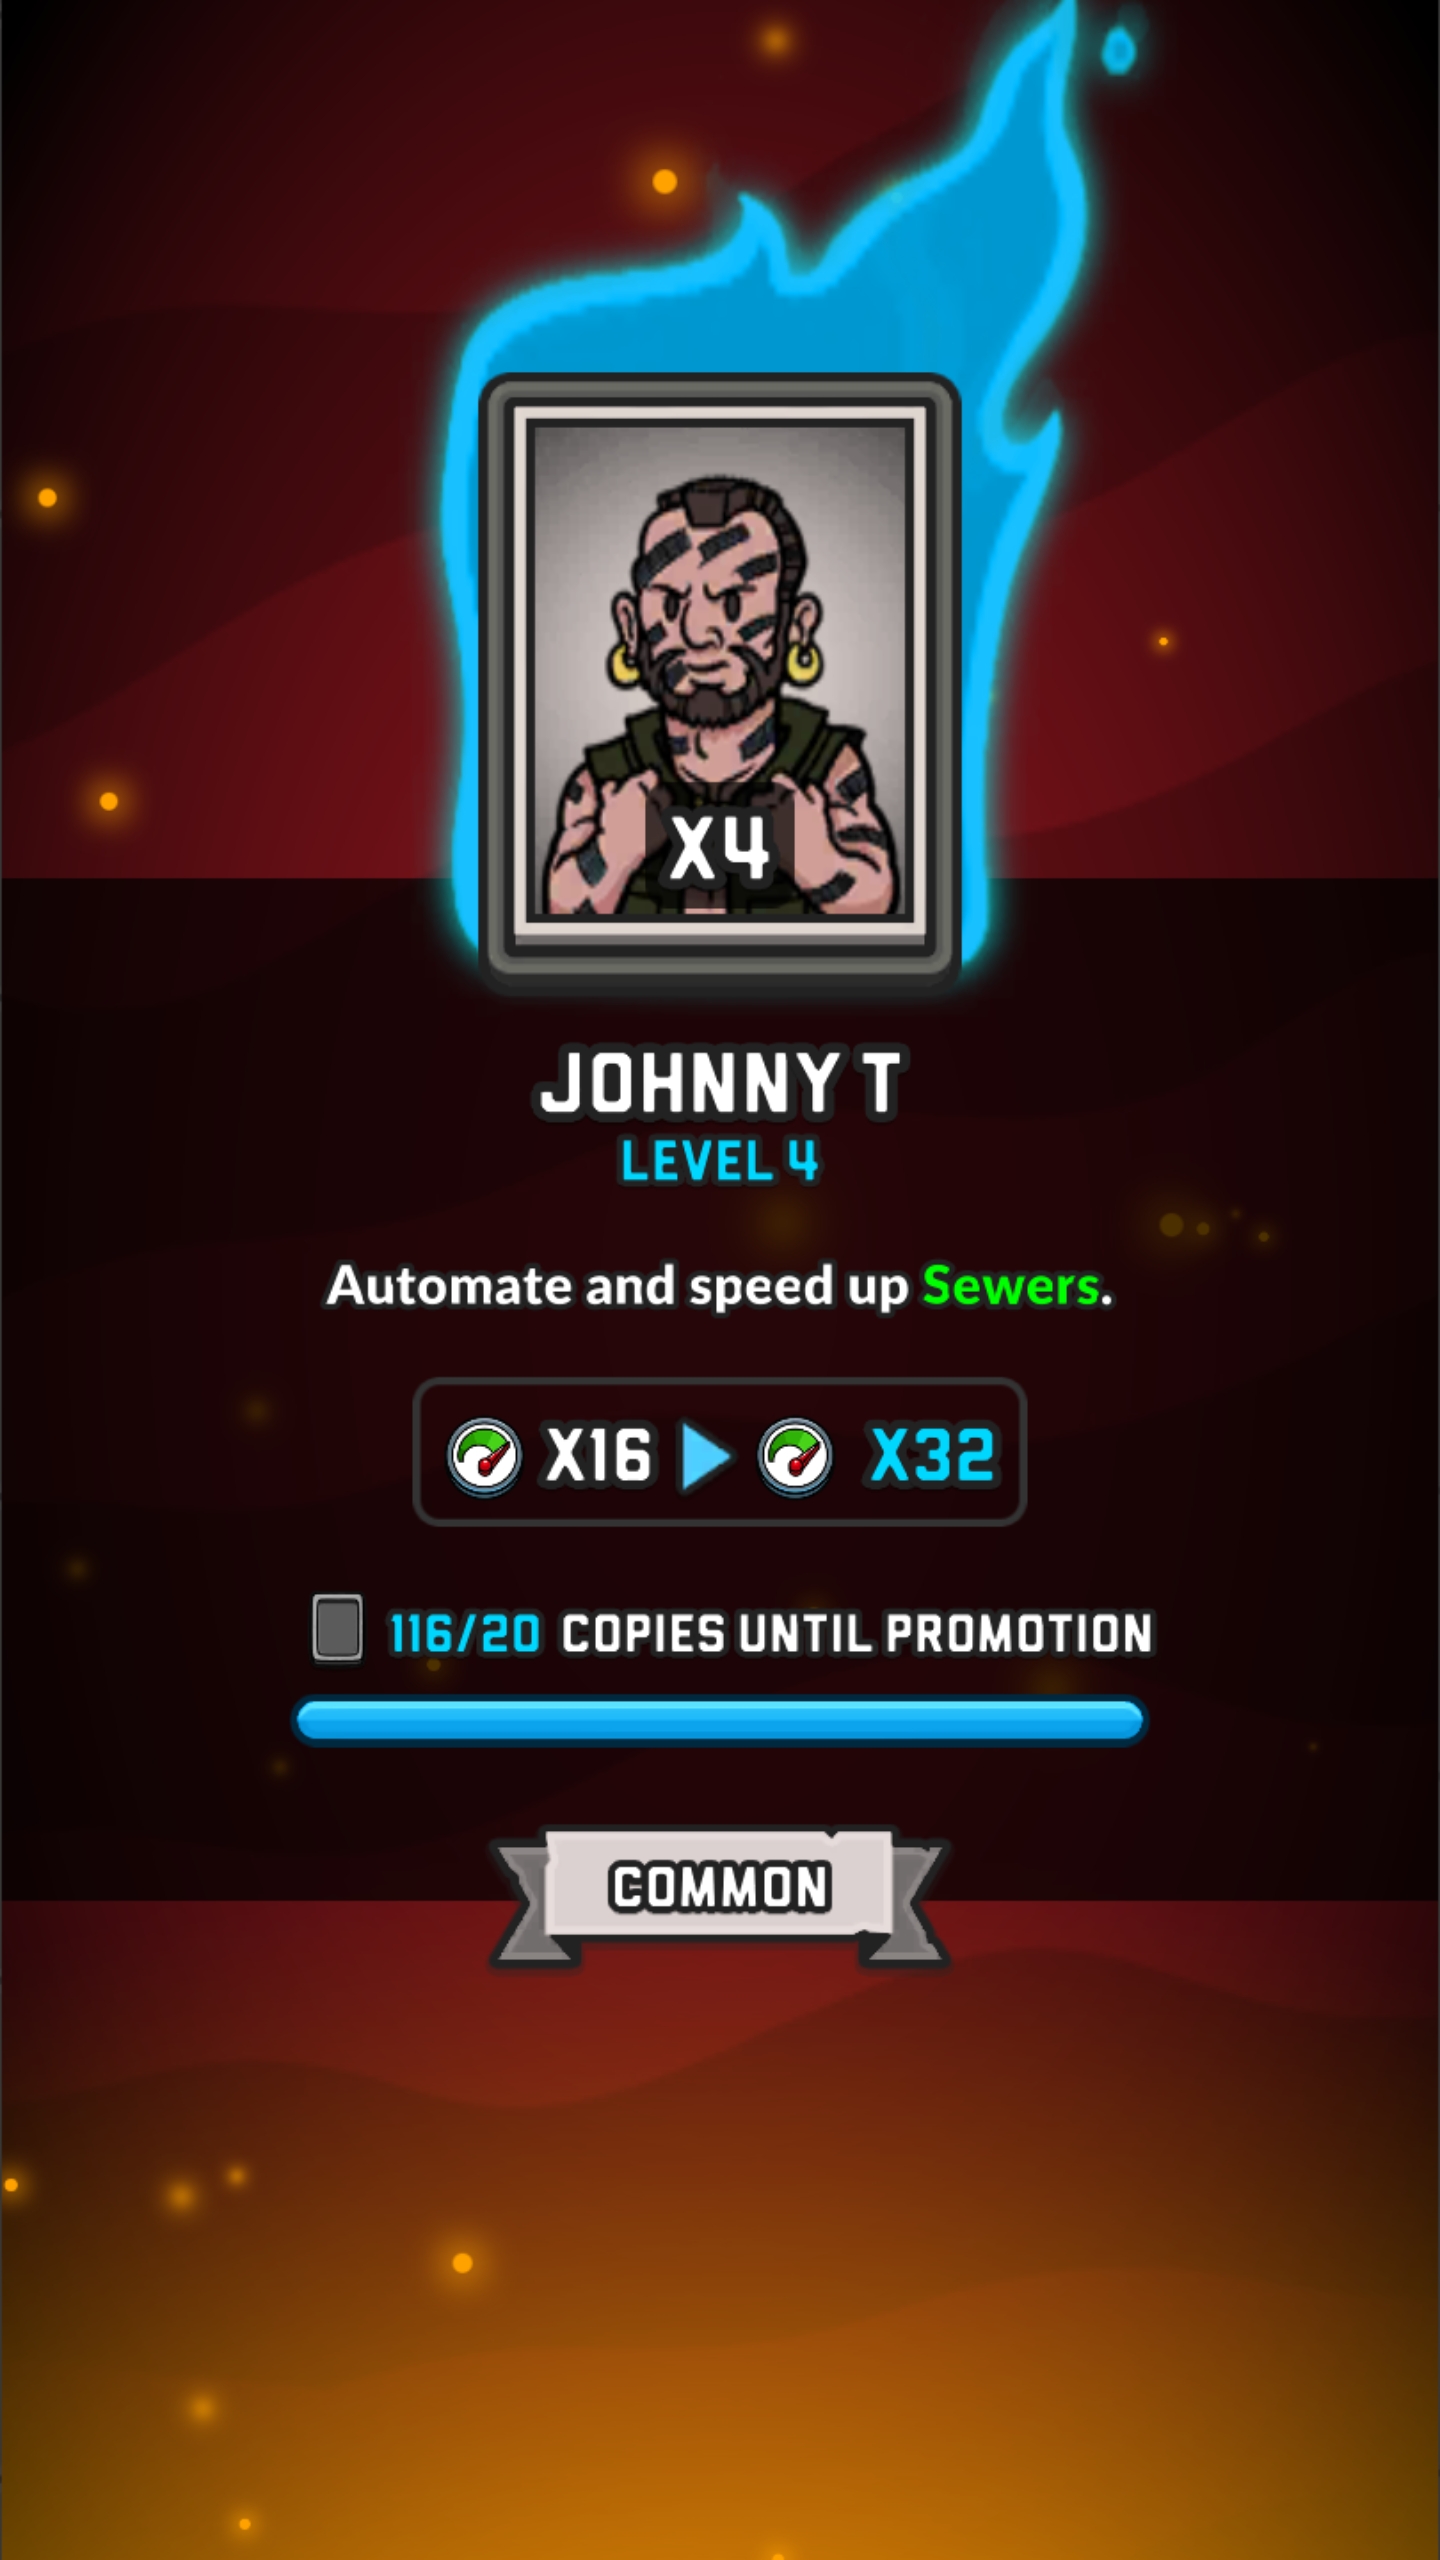 X4
JOHNNY T
LEVEL 4
Automate and speed up Sewers.
X16 X32
116/20 COPIES UNTIL PROMOTION
COMMON